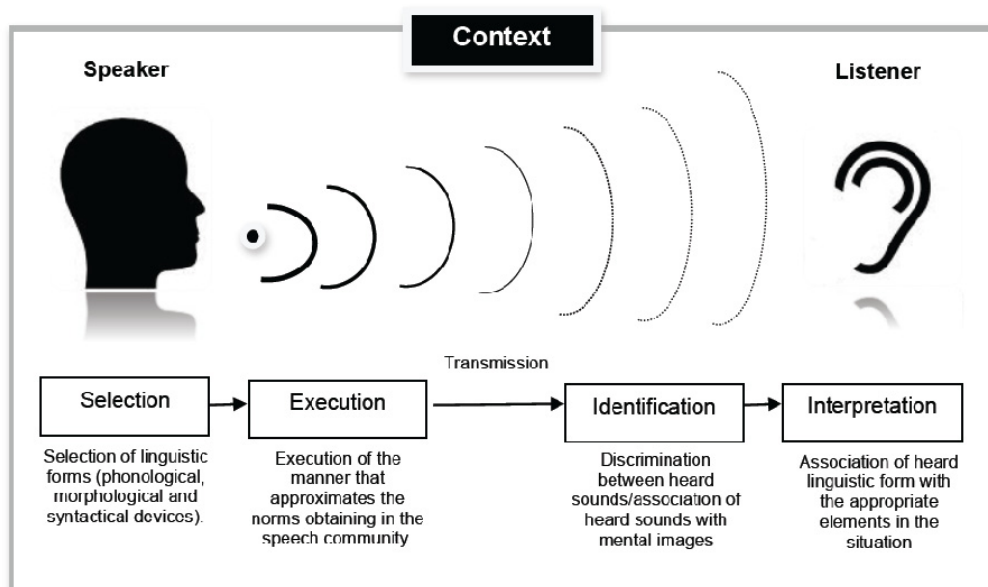 Context
Speaker
Listener
Transmission
Selection
Execution
Identification
Interpretation
Selection of linguistic
forms (phonological,
morphological and
syntactical devices).
Execution of the
manner that
approximates the
norms obtaining in the
speech community
Discrimination
between heard
sounds/association of
heard sounds with
mental images
Association of heard
linguistic form with
the appropriate
elements in the
situation